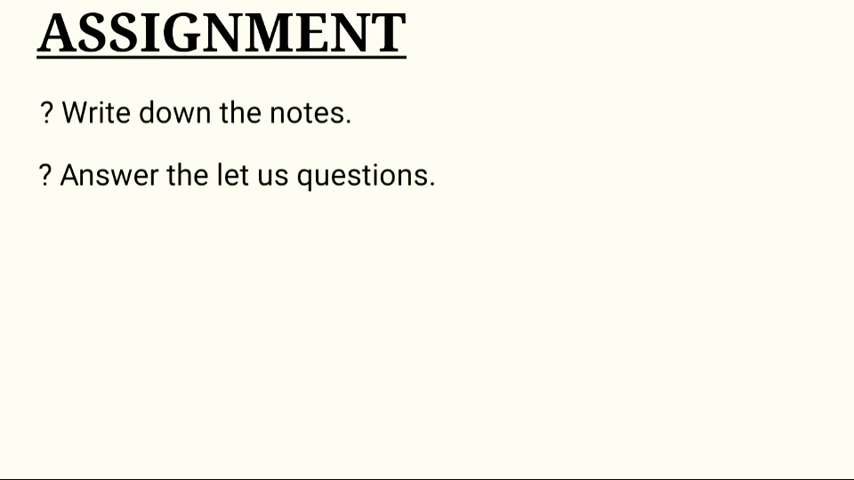 ASSIGNMENT
? Write down the notes.
? Answer the let us questions.